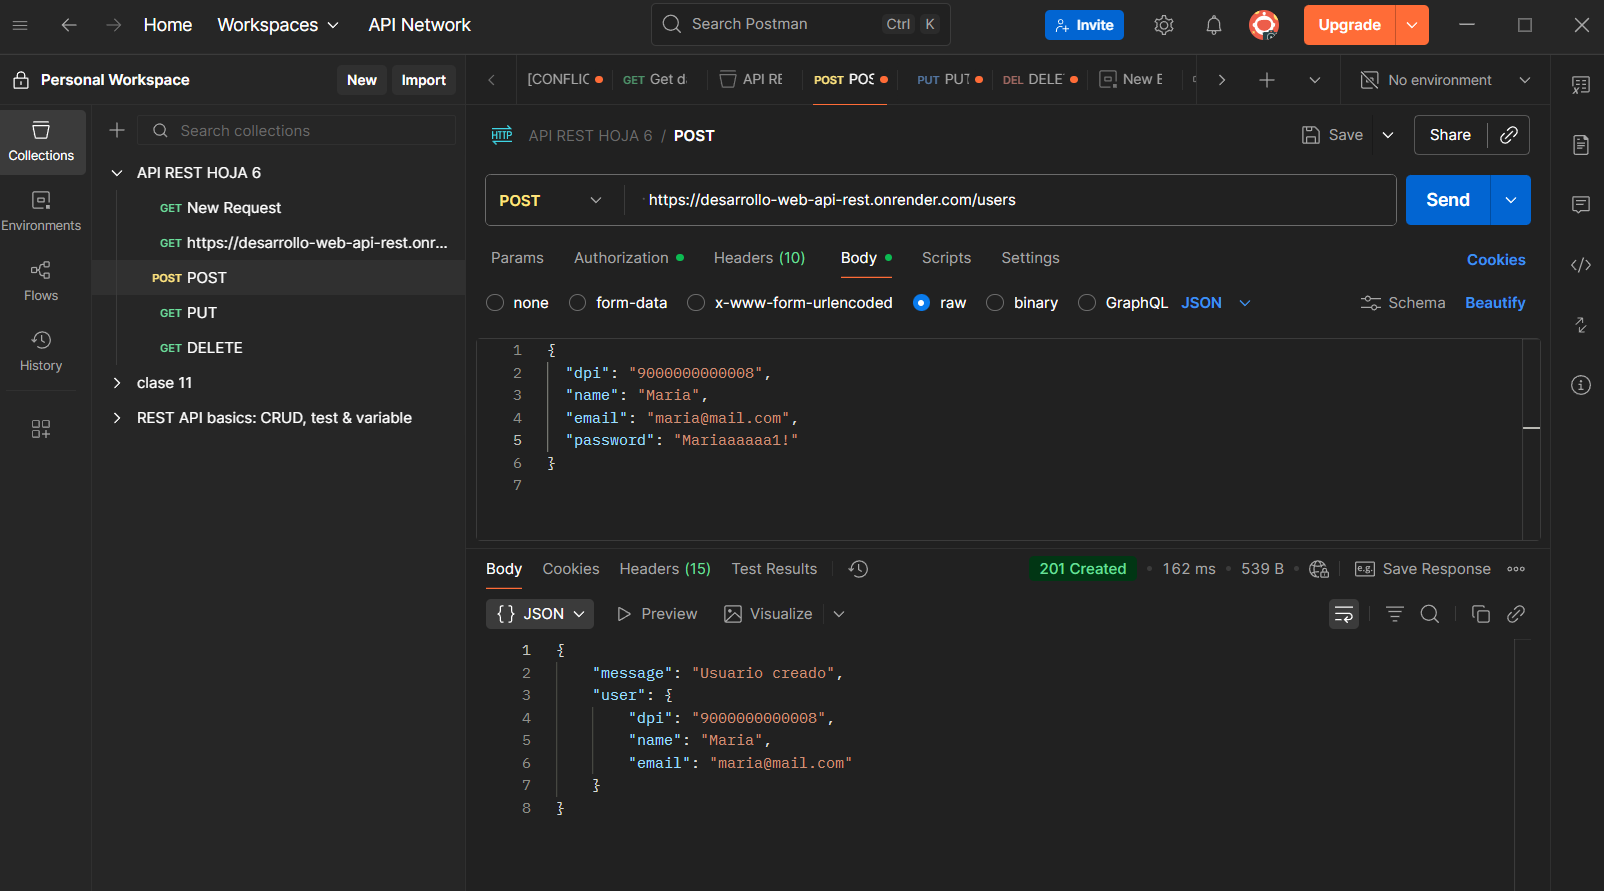 Home Workspaces API Network Search Postman Ctrl K Invite Upgrade
Personal Workspace New Import
[CONFLIC GET Get d API RE POST POS PUT PUT DEL DELE New E No environment
Collections
Environments
Flows
History
Search collections
API REST HOJA 6
GET New Request
GET https://desarrollo-web-api-rest.onr...
POST POST
GET PUT
GET DELETE
clase 11
REST API basics: CRUD, test & variable
HTTP API REST HOJA 6 / POST Save Share
POST https://desarrollo-web-api-rest.onrender.com/users Send
Params Authorization Headers (10) Body Scripts Settings Cookies
none form-data x-www-form-urlencoded raw binary GraphQL JSON Schema Beautify
1 {
2 "dpi": "9000000000008",
3 "name": "Maria",
4 "email": "maria@mail.com",
5 "password": "Mariaaaaaa1!"
6 }
7
Body Cookies Headers (15) Test Results 201 Created • 162 ms • 539 B • e.g. Save Response
{} JSON Preview Visualize
1 {
2 "message": "Usuario creado",
3 "user": {
4 "dpi": "9000000000008",
5 "name": "Maria",
6 "email": "maria@mail.com"
7 }
8 }